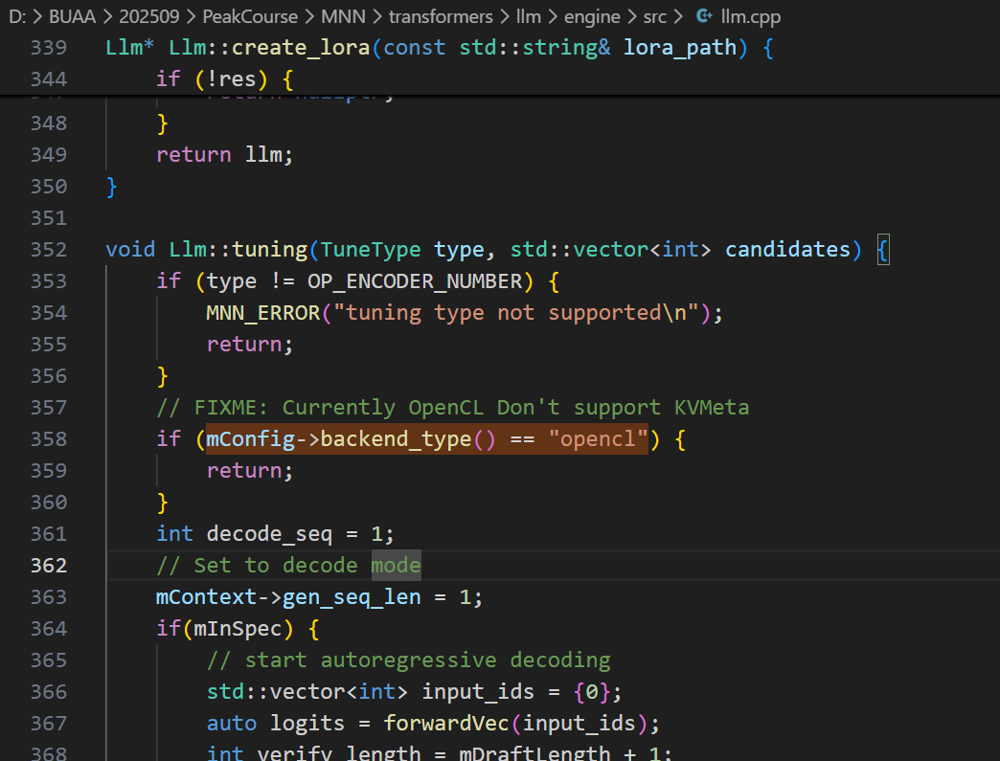 D: > BUAA > 202509 > PeakCourse > MNN > transformers > llm > engine > src > llm.cpp
339 Llm* Llm::create_lora(const std::string& lora_path) {
344     if (!res) {
348     }
349     return llm;
350 }
351
352 void Llm::tuning(TuneType type, std::vector<int> candidates) {
353     if (type != OP_ENCODER_NUMBER) {
354         MNN_ERROR("tuning type not supported\n");
355         return;
356     }
357     // FIXME: Currently OpenCL Don't support KVMeta
358     if (mConfig->backend_type() == "opencl") {
359         return;
360     }
361     int decode_seq = 1;
362     // Set to decode mode
363     mContext->gen_seq_len = 1;
364     if(mInSpec) {
365         // start autoregressive decoding
366         std::vector<int> input_ids = {0};
367         auto logits = forwardVec(input_ids);
368         int verify_length = mDraftLength + 1;